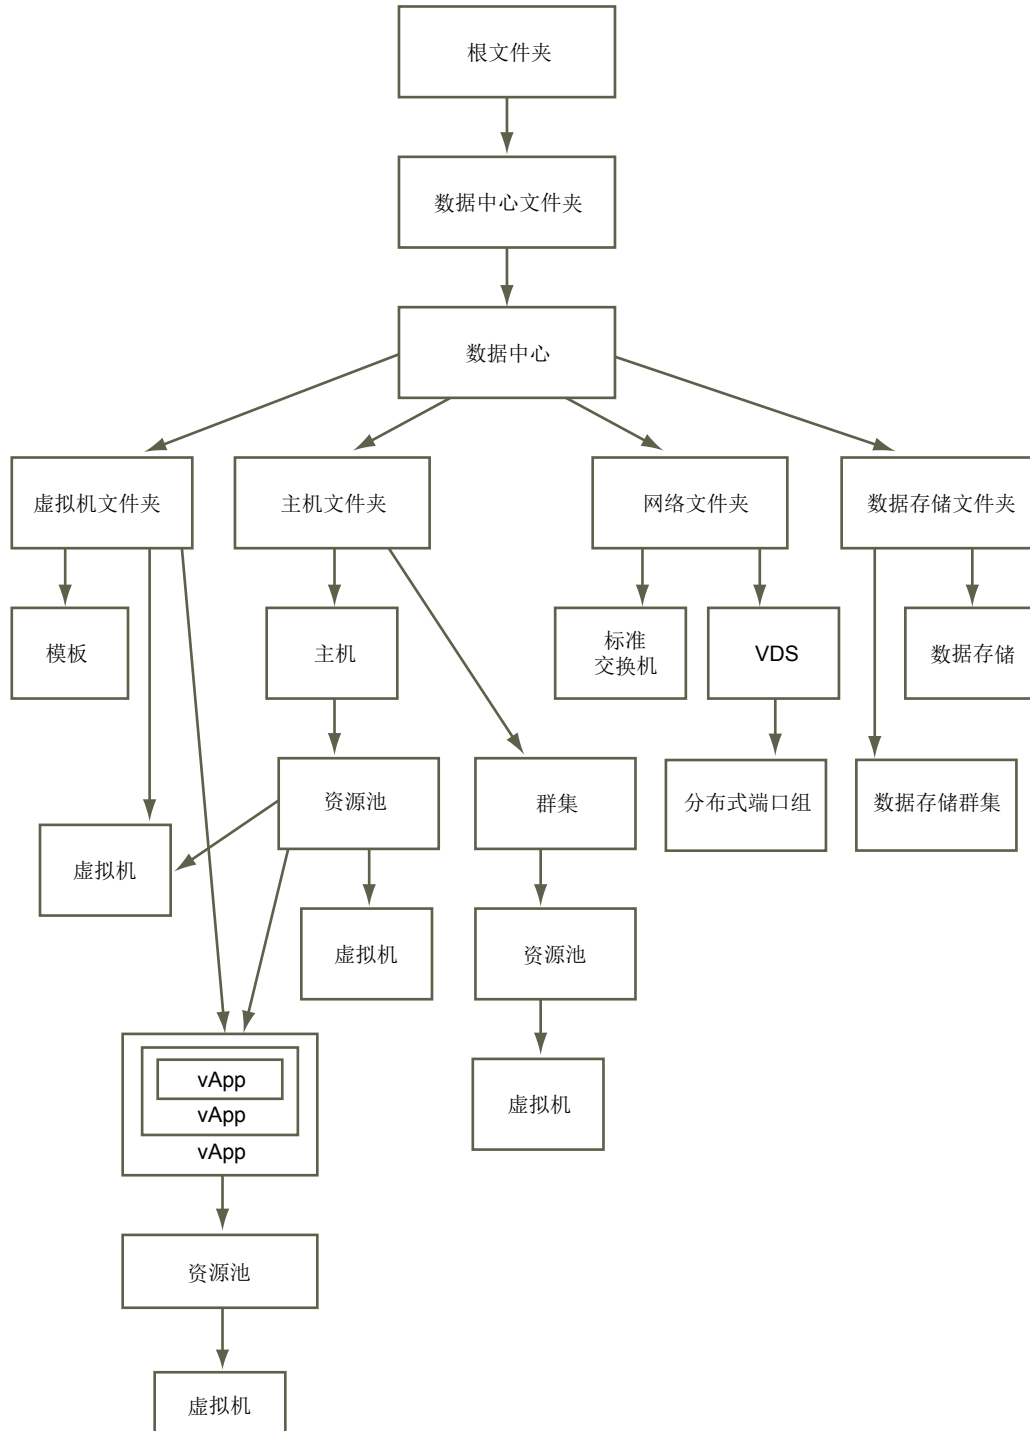 根文件夹
数据中心文件夹
数据中心
虚拟机文件夹
主机文件夹
网络文件夹
数据存储文件夹
模板
主机
标准
交换机
VDS
数据存储
资源池
群集
分布式端口组
数据存储群集
虚拟机
虚拟机
资源池
vApp
vApp
vApp
虚拟机
资源池
虚拟机